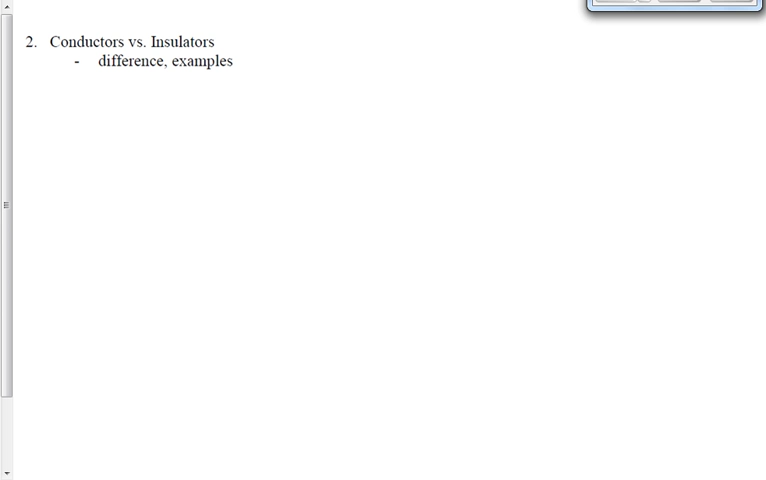 2. Conductors vs. Insulators
- difference, examples